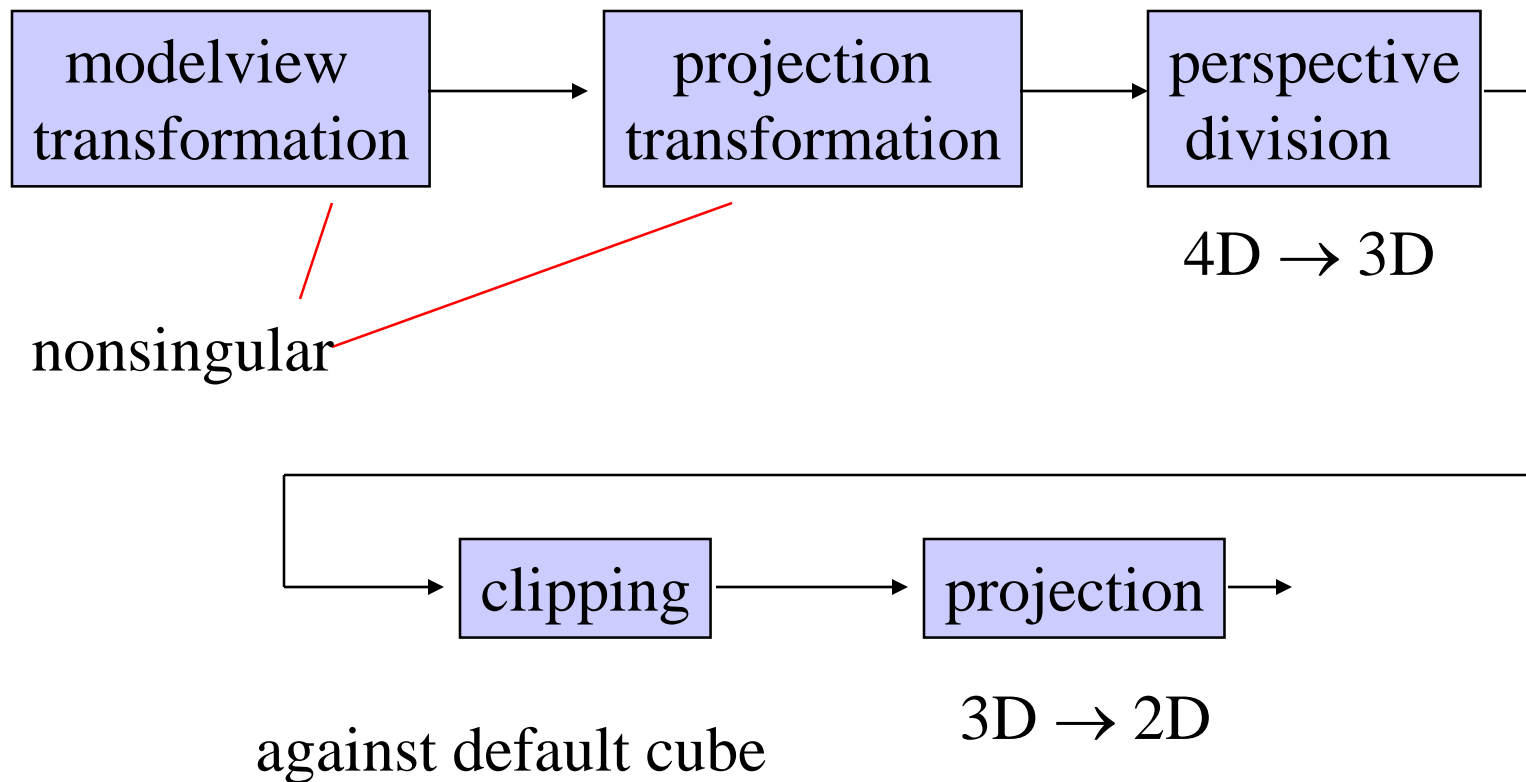 modelview
transformation
projection
transformation
perspective
division
4D → 3D
nonsingular
clipping
projection
against default cube
3D → 2D